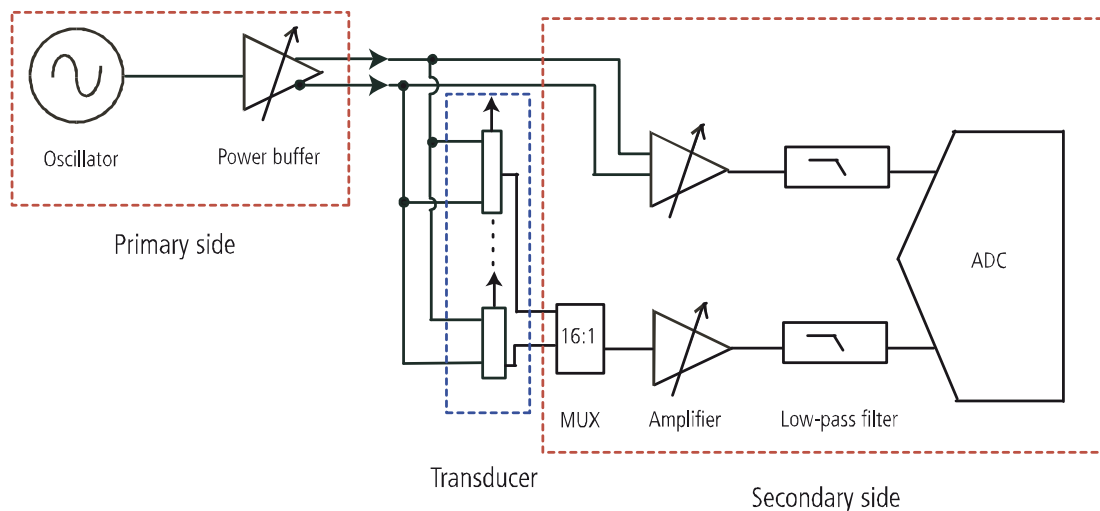 Oscillator
Power buffer
Primary side
ADC
16:1
MUX
Amplifier
Low-pass filter
Transducer
Secondary side